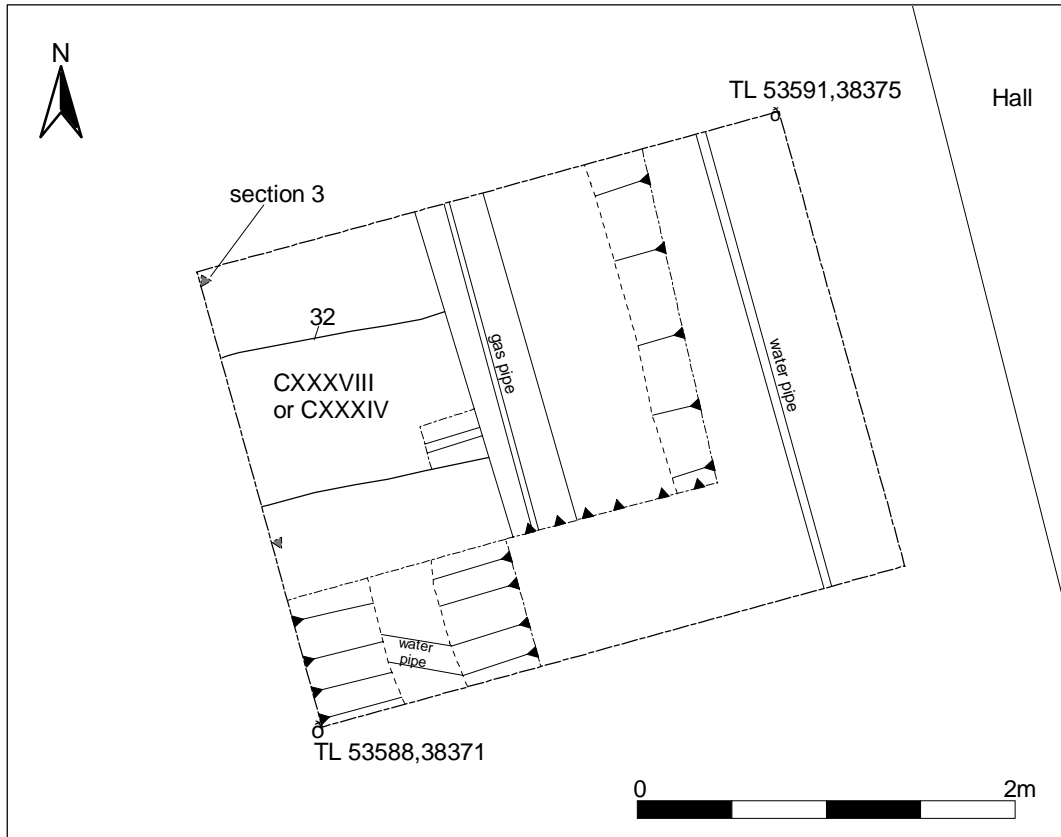 N
TL 53591,38375
Hall
section 3
32
gas pipe
water pipe
CXXXVIII
or CXXXIV
water
pipe
TL 53588,38371
0 2m